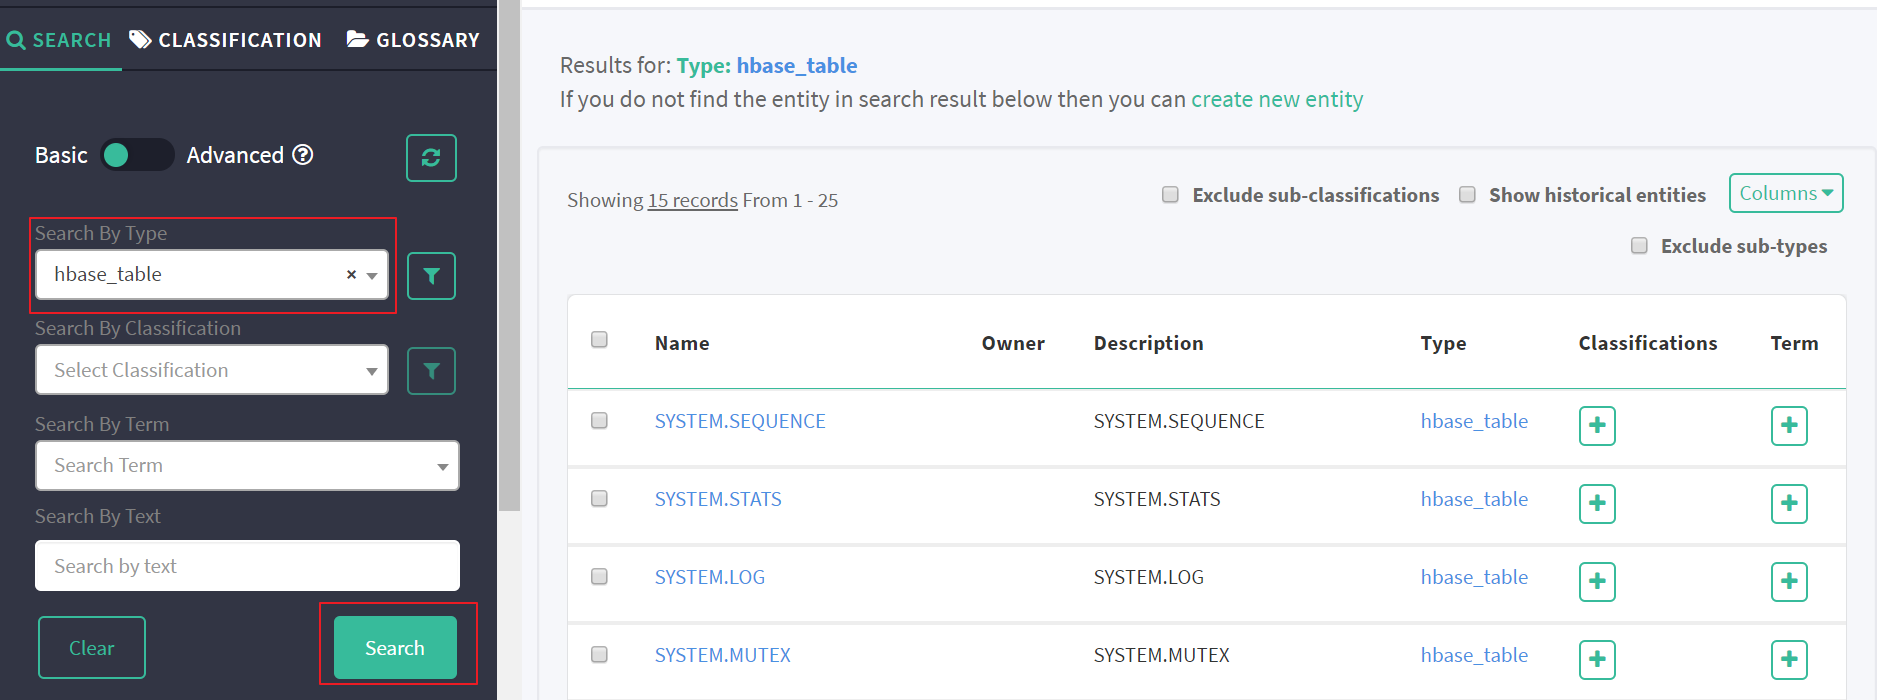 SEARCH CLASSIFICATION GLOSSARY
Basic Advanced
Search By Type
hbase_table ×
Search By Classification
Select Classification
Search By Term
Search Term
Search By Text
Search by text
Clear Search
Results for: Type: hbase_table
If you do not find the entity in search result below then you can create new entity
Showing 15 records From 1 - 25
Exclude sub-classifications Show historical entities Columns
Exclude sub-types
Name Owner Description Type Classifications Term
SYSTEM.SEQUENCE SYSTEM.SEQUENCE hbase_table
SYSTEM.STATS SYSTEM.STATS hbase_table
SYSTEM.LOG SYSTEM.LOG hbase_table
SYSTEM.MUTEX SYSTEM.MUTEX hbase_table